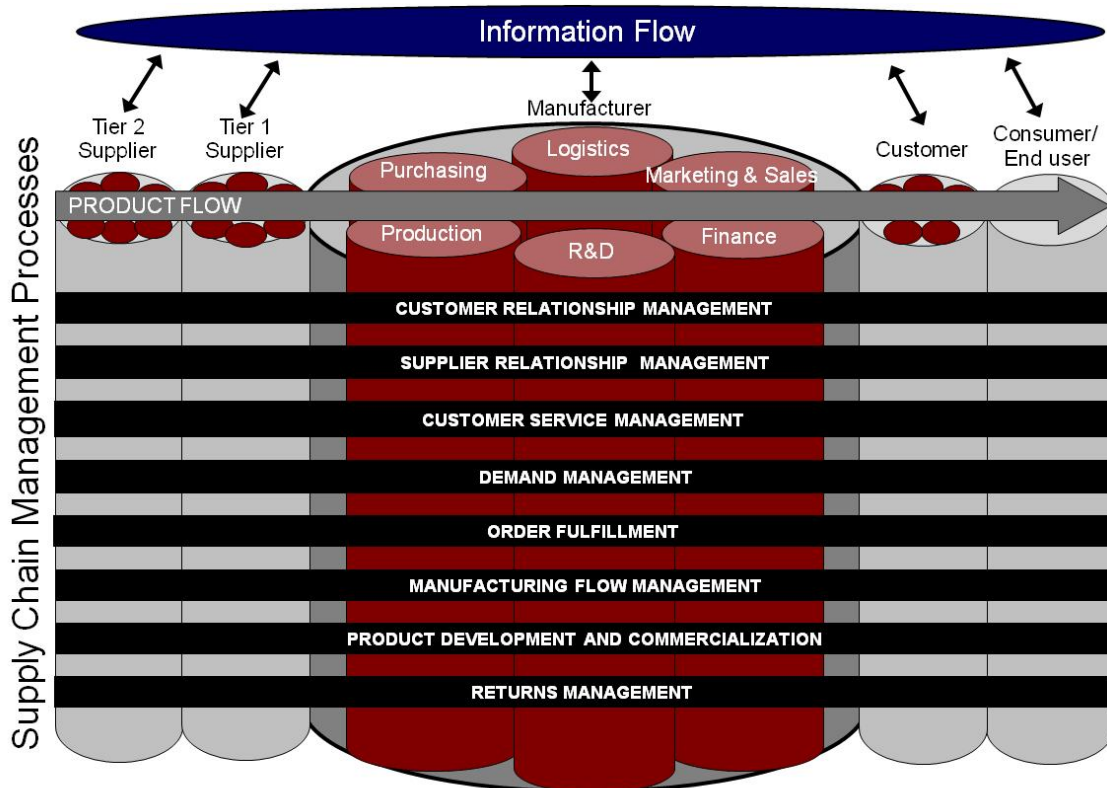 Information Flow
Tier 2
Supplier
Tier 1
Supplier
Manufacturer
Customer
Consumer/
End user
Logistics
Purchasing
Marketing & Sales
PRODUCT FLOW
Production
R&D
Finance
Supply Chain Management Processes
CUSTOMER RELATIONSHIP MANAGEMENT
SUPPLIER RELATIONSHIP MANAGEMENT
CUSTOMER SERVICE MANAGEMENT
DEMAND MANAGEMENT
ORDER FULFILLMENT
MANUFACTURING FLOW MANAGEMENT
PRODUCT DEVELOPMENT AND COMMERCIALIZATION
RETURNS MANAGEMENT